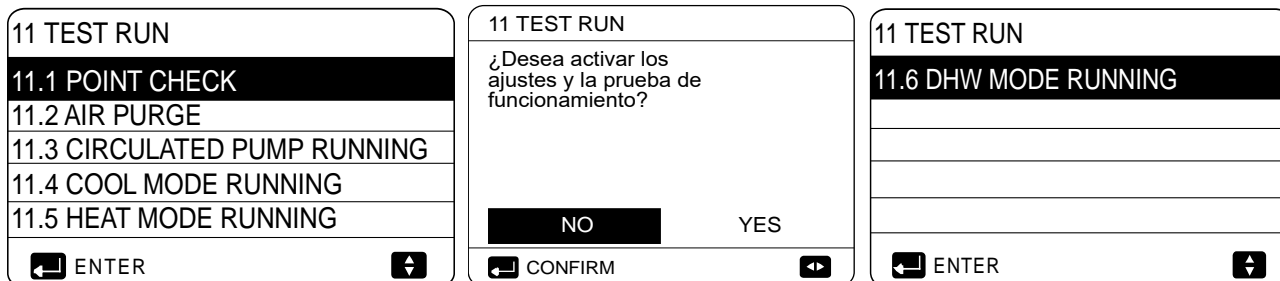 11 TEST RUN
11.1 POINT CHECK
11.2 AIR PURGE
11.3 CIRCULATED PUMP RUNNING
11.4 COOL MODE RUNNING
11.5 HEAT MODE RUNNING
ENTER
11 TEST RUN
¿Desea activar los
ajustes y la prueba de
funcionamiento?
NO YES
CONFIRM
11 TEST RUN
11.6 DHW MODE RUNNING
ENTER